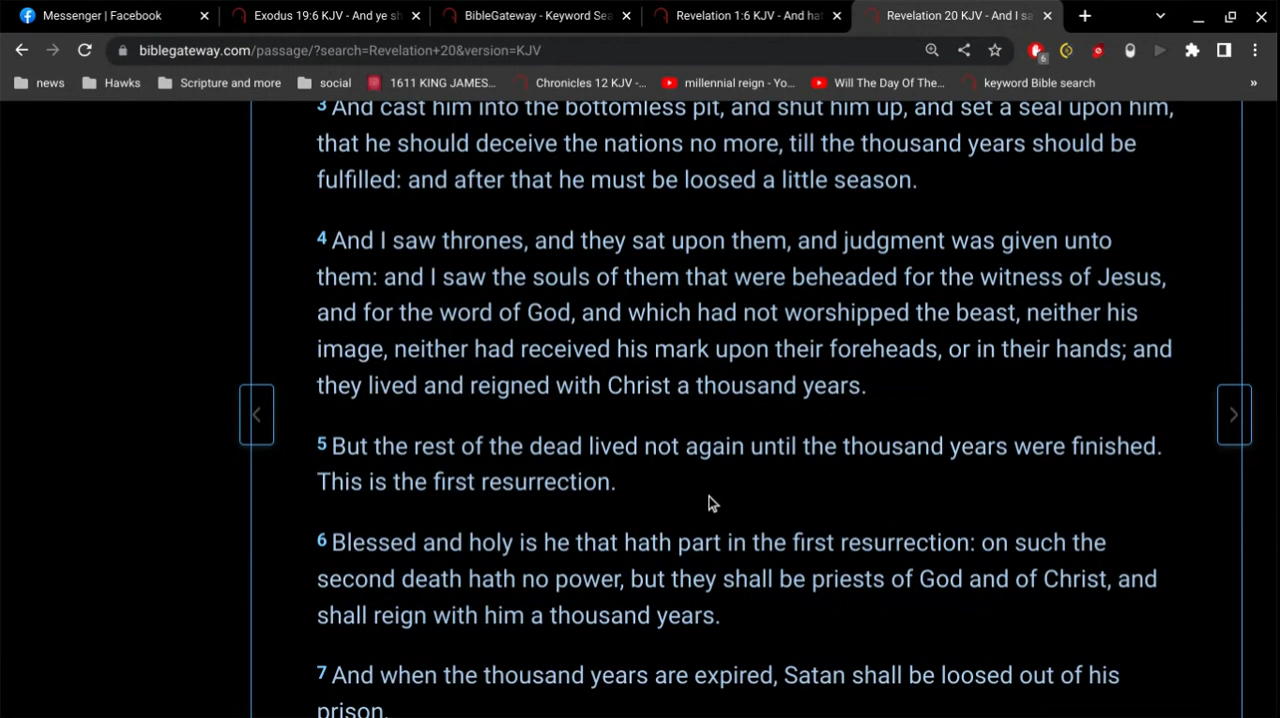 Messenger | Facebook
Exodus 19:6 KJV - And ye sh
BibleGateway - Keyword Sea
Revelation 1:6 KJV - And hat
Revelation 20 KJV - And I sa
biblegateway.com/passage/?search=Revelation+20&version=KJV
6
news
Hawks
Scripture and more
social
1611 KING JAMES...
Chronicles 12 KJV -...
millennial reign - Yo...
Will The Day Of The...
keyword Bible search
»
3 And cast him into the bottomless pit, and shut him up, and set a seal upon him,
that he should deceive the nations no more, till the thousand years should be
fulfilled: and after that he must be loosed a little season.
4 And I saw thrones, and they sat upon them, and judgment was given unto
them: and I saw the souls of them that were beheaded for the witness of Jesus,
and for the word of God, and which had not worshipped the beast, neither his
image, neither had received his mark upon their foreheads, or in their hands; and
they lived and reigned with Christ a thousand years.
5 But the rest of the dead lived not again until the thousand years were finished.
This is the first resurrection.
6 Blessed and holy is he that hath part in the first resurrection: on such the
second death hath no power, but they shall be priests of God and of Christ, and
shall reign with him a thousand years.
7 And when the thousand years are expired, Satan shall be loosed out of his
prison.